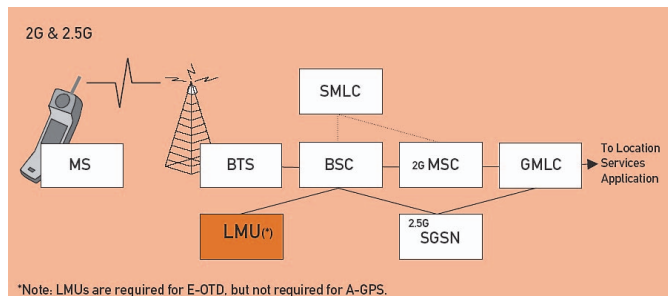 2G & 2.5G
SMLC
MS
BTS
BSC
2G MSC
GMLC
To Location
Services
Application
LMU(*)
2.5G
SGSN
*Note: LMUs are required for E-OTD, but not required for A-GPS.